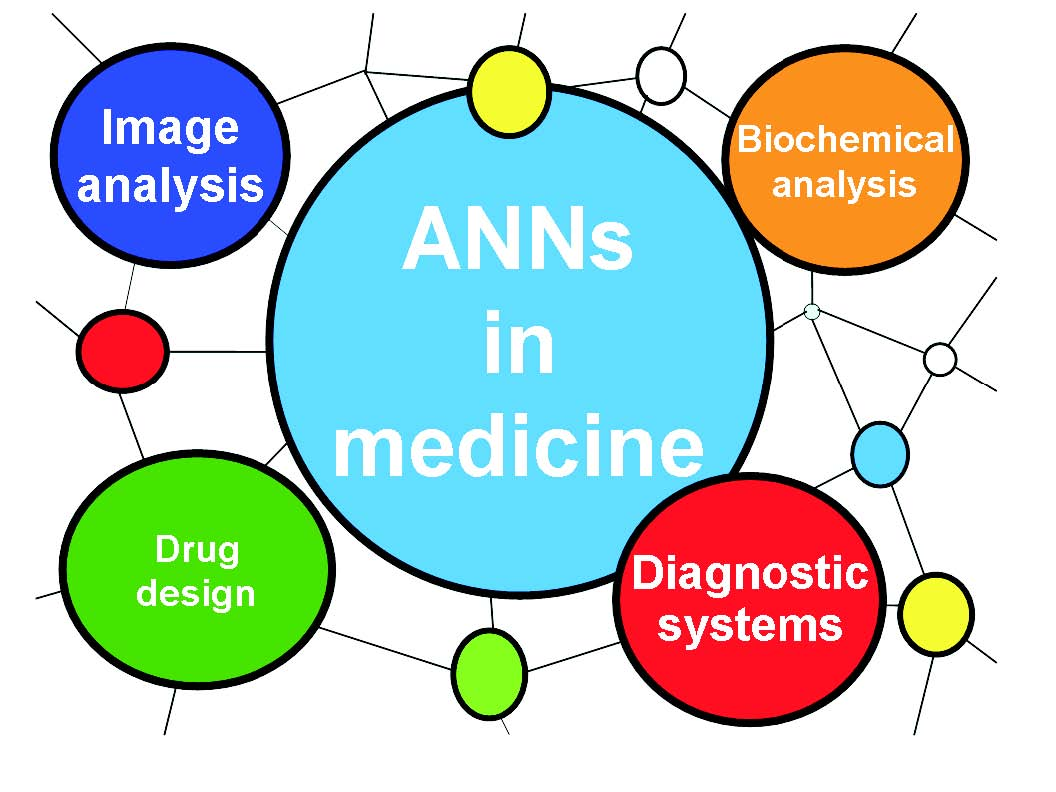 Image
analysis
Biochemical
analysis
ANNs
in
medicine
Drug
design
Diagnostic
systems